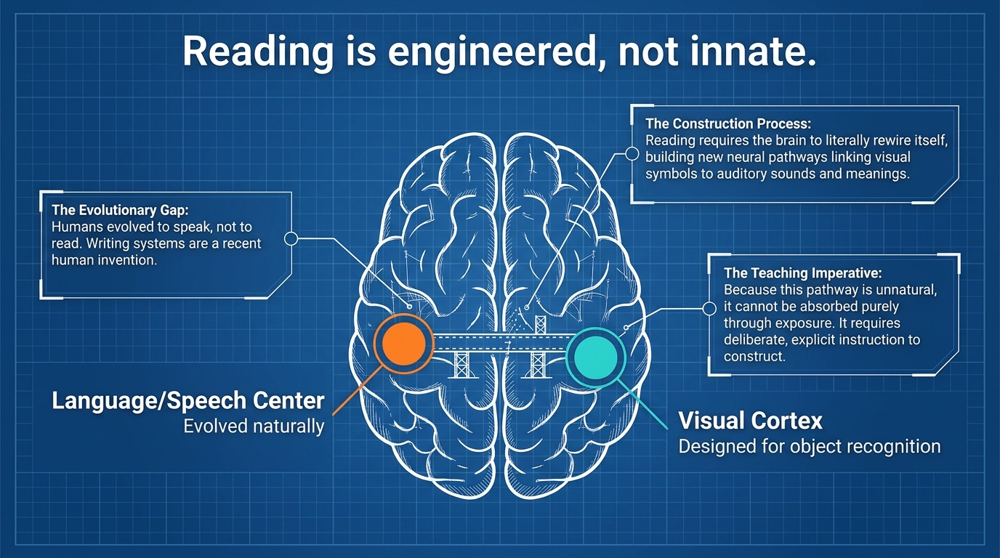 Reading is engineered, not innate.
The Construction Process:
Reading requires the brain to literally rewire itself,
building new neural pathways linking visual
symbols to auditory sounds and meanings.
The Evolutionary Gap:
Humans evolved to speak, not to
read. Writing systems are a recent
human invention.
The Teaching Imperative:
Because this pathway is unnatural,
it cannot be absorbed purely
through exposure. It requires
deliberate, explicit instruction to
construct.
Language/Speech Center
Evolved naturally
Visual Cortex
Designed for object recognition